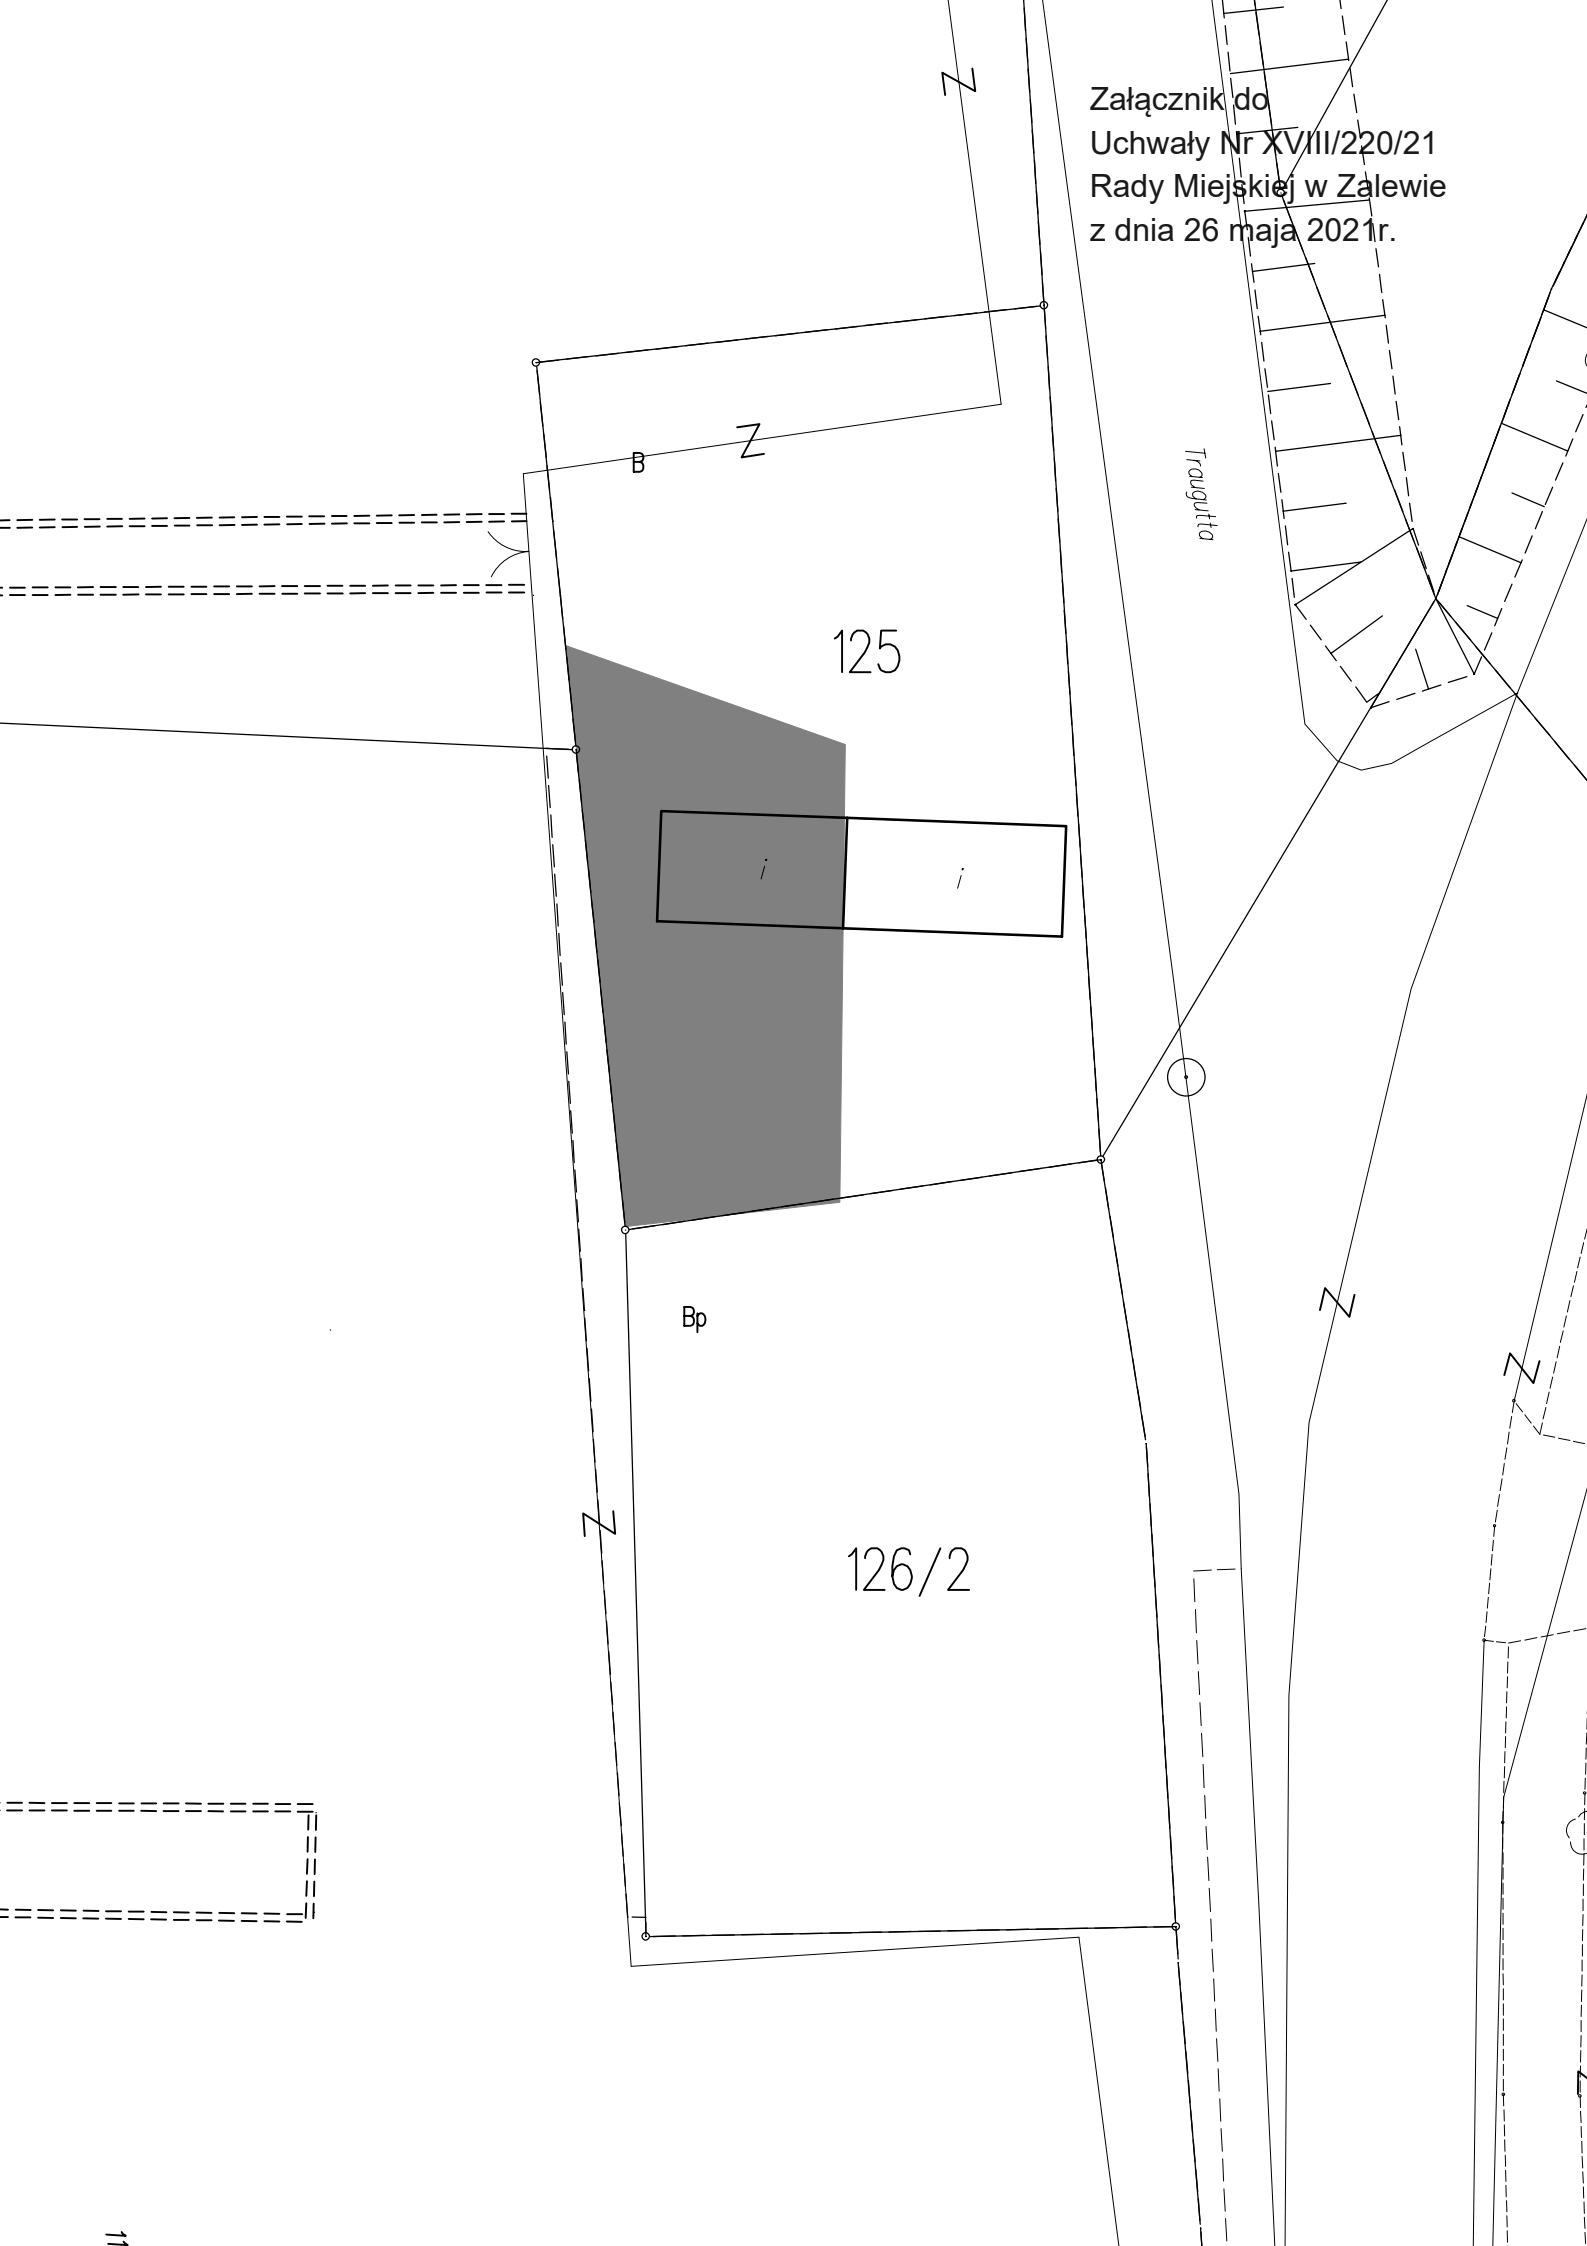 Załącznik do
Uchwały Nr XVIII/220/21
Rady Miejskiej w Zalewie
z dnia 26 maja 2021r.
Z
Z
B
Traugutta
125
i
i
Bp
Z
Z
Z
126/2
11